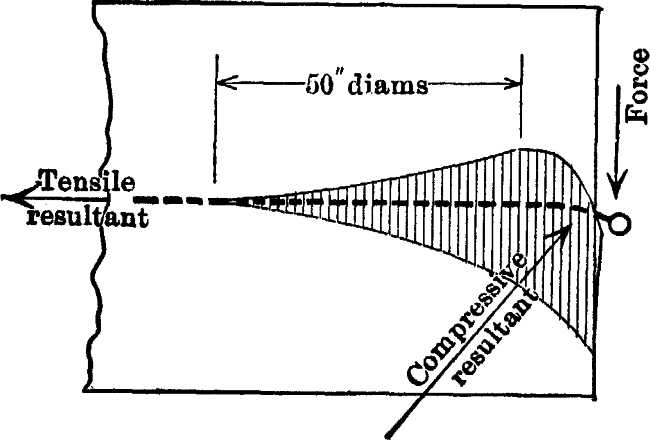 50" diams
Force
Tensile
resultant
Compressive
resultant